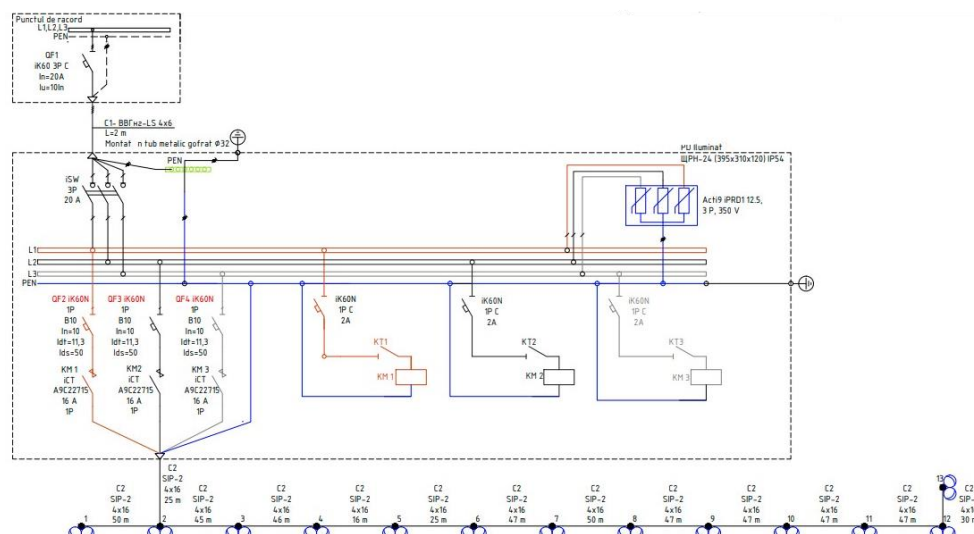 Punctul de racord
L1,L2,L3
PEN
QF1
iK60 3P C
In=20A
Iu=10In
C1- ВВГнг-LS 4x6
L=2 m
Montat n tub metalic gofrat Ф32
PEN
PD Iluminat
ЩРН-24 (395x310x120) IP54
iSW
3P
20 A
Acti9 iPRD1 12.5,
3 P, 350 V
L1
L2
L3
PEN
QF2 iK60N
1P
B10
In=10
Idt=11,3
Ids=50
KM 1
iCT
A9C22715
16 A
1P
QF3 iK60N
1P
B10
In=10
Idt=11,3
Ids=50
KM2
iCT
A9C22715
16 A
1P
QF4 iK60N
1P
B10
In=10
Idt=11,3
Ids=50
KM 3
iCT
A9C22715
16 A
1P
iK60N
1P C
2A
KT1
KM 1
iK60N
1P C
2A
KT2
KM 2
iK60N
1P C
2A
KT3
KM 3
C2
SIP-2
4x16
25 m
C2
SIP-2
4x16
50 m
C2
SIP-2
4x16
45 m
C2
SIP-2
4x16
46 m
C2
SIP-2
4x16
16 m
C2
SIP-2
4x16
25 m
C2
SIP-2
4x16
47 m
C2
SIP-2
4x16
50 m
C2
SIP-2
4x16
47 m
C2
SIP-2
4x16
47 m
C2
SIP-2
4x16
47 m
C2
SIP-2
4x16
47 m
13
C2
SIP-2
4x16
30 m
1
2
3
4
5
6
7
8
9
10
11
12